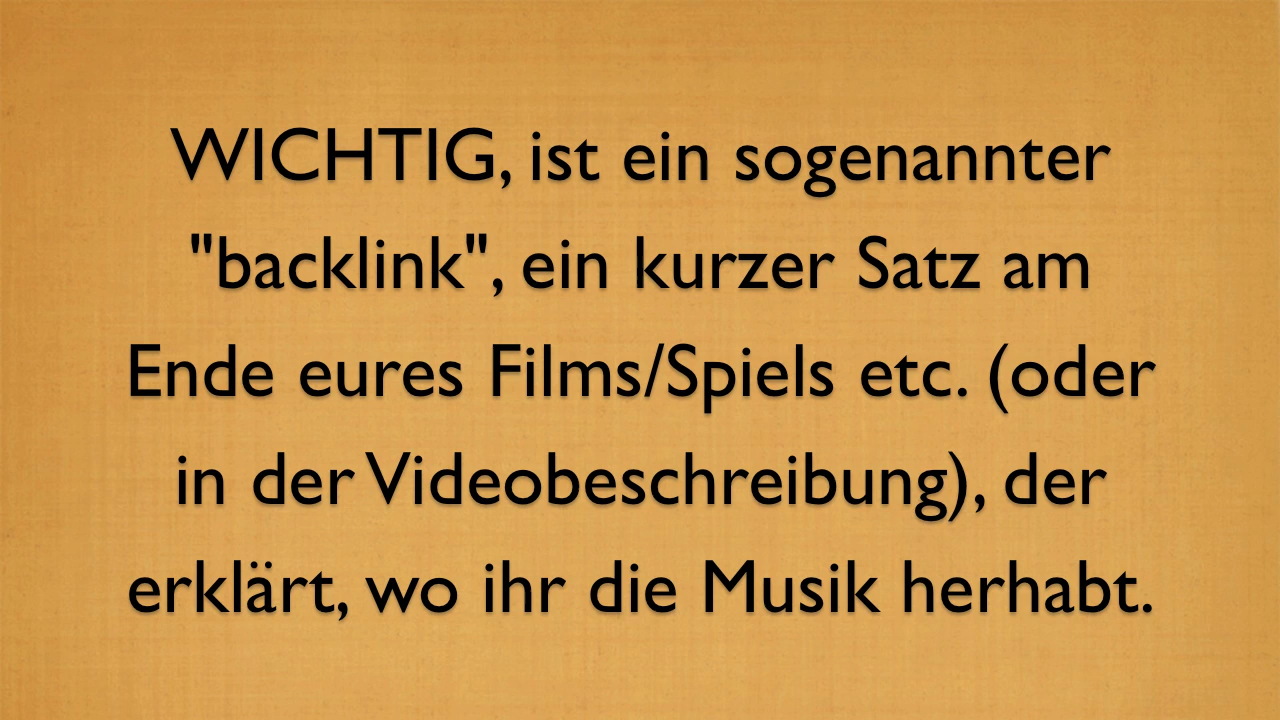 WICHTIG, ist ein sogenannter
"backlink", ein kurzer Satz am
Ende eures Films/Spiels etc. (oder
in der Videobeschreibung), der
erklärt, wo ihr die Musik herhabt.